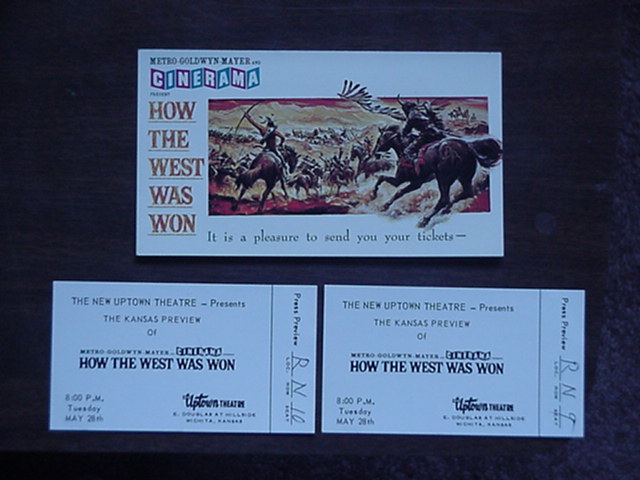 METRO-GOLDWYN-MAYER AND
CINERAMA
PRESENT
HOW
THE
WEST
WAS
WON
It is a pleasure to send you your tickets—
THE NEW UPTOWN THEATRE – Presents
THE KANSAS PREVIEW
Of
METRO-GOLDWYN-MAYER AND CINERAMA
HOW THE WEST WAS WON
8:00 P.M.
Tuesday
MAY 28th
Uptown THEATRE
E. DOUGLAS AT HILLSIDE
WICHITA, KANSAS
Press Preview
R N 10
LOC. ROW SEAT
THE NEW UPTOWN THEATRE – Presents
THE KANSAS PREVIEW
Of
METRO-GOLDWYN-MAYER AND CINERAMA
HOW THE WEST WAS WON
8:00 P.M.
Tuesday
MAY 28th
Uptown THEATRE
E. DOUGLAS AT HILLSIDE
WICHITA, KANSAS
Press Preview
R N 9
LOC. ROW SEAT